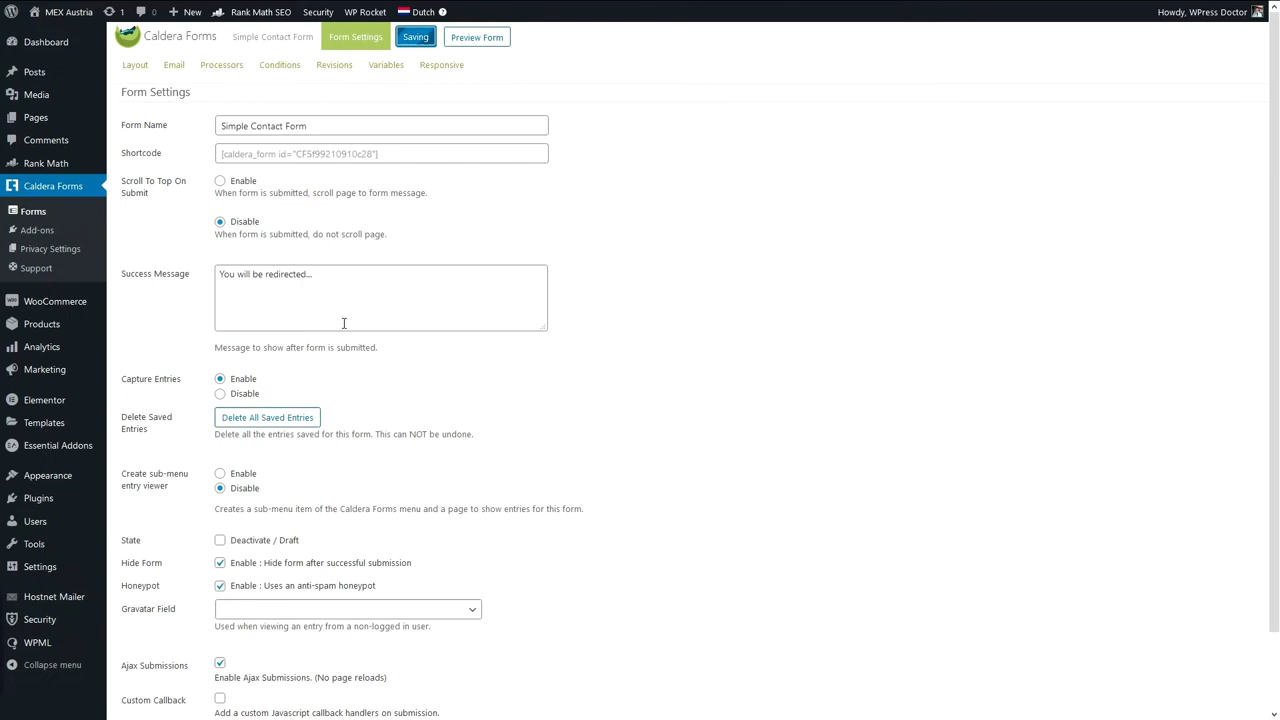 MEX Austria 1 0 New Rank Math SEO Security WP Rocket Dutch Howdy, WPress Doctor
Caldera Forms Simple Contact Form Form Settings Saving Preview Form
Layout Email Processors Conditions Revisions Variables Responsive
Dashboard
Posts
Media
Pages
Comments
Rank Math
Caldera Forms
Forms
Add-ons
Privacy Settings
Support
WooCommerce
Products
Analytics
Marketing
Elementor
Templates
Essential Addons
Appearance
Plugins
Users
Tools
Settings
Hostnet Mailer
Security
WPML
Collapse menu
Form Settings
Form Name Simple Contact Form
Shortcode [caldera_form id="CF5f99210910c28"]
Scroll To Top On
Submit
Enable
When form is submitted, scroll page to form message.
Disable
When form is submitted, do not scroll page.
Success Message You will be redirected...
Message to show after form is submitted.
Capture Entries Enable
Disable
Delete Saved
Entries
Delete All Saved Entries
Delete all the entries saved for this form. This can NOT be undone.
Create sub-menu
entry viewer
Enable
Disable
Creates a sub-menu item of the Caldera Forms menu and a page to show entries for this form.
State Deactivate / Draft
Hide Form Enable : Hide form after successful submission
Honeypot Enable : Uses an anti-spam honeypot
Gravatar Field
Used when viewing an entry from a non-logged in user.
Ajax Submissions
Enable Ajax Submissions. (No page reloads)
Custom Callback
Add a custom Javascript callback handlers on submission.